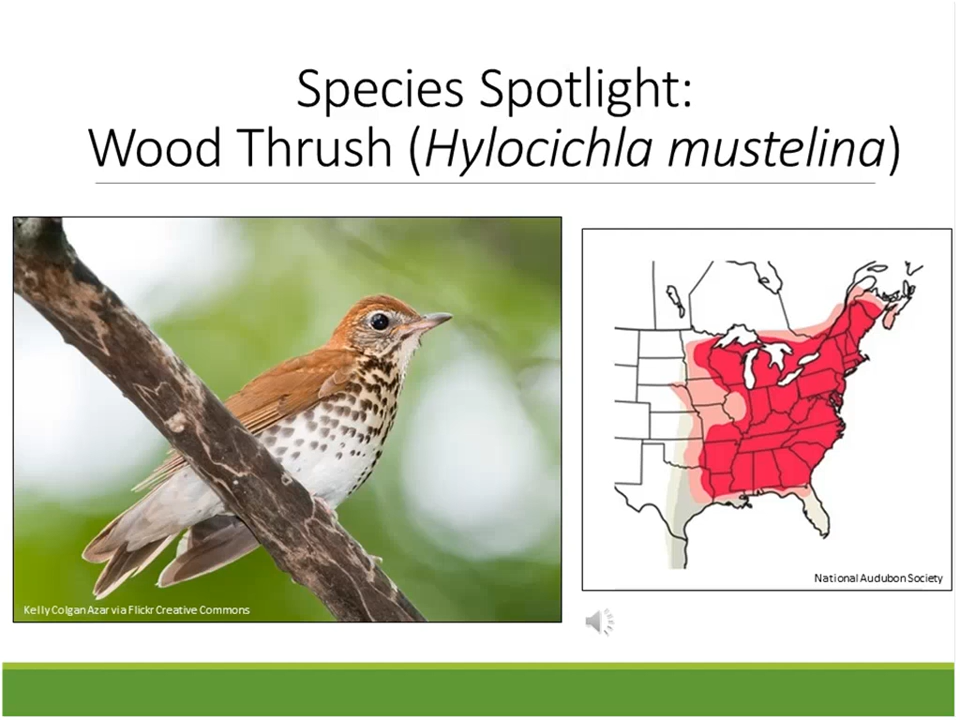 Species Spotlight:
Wood Thrush (Hylocichla mustelina)
Kelly Colgan Azar via Flickr Creative Commons
National Audubon Society